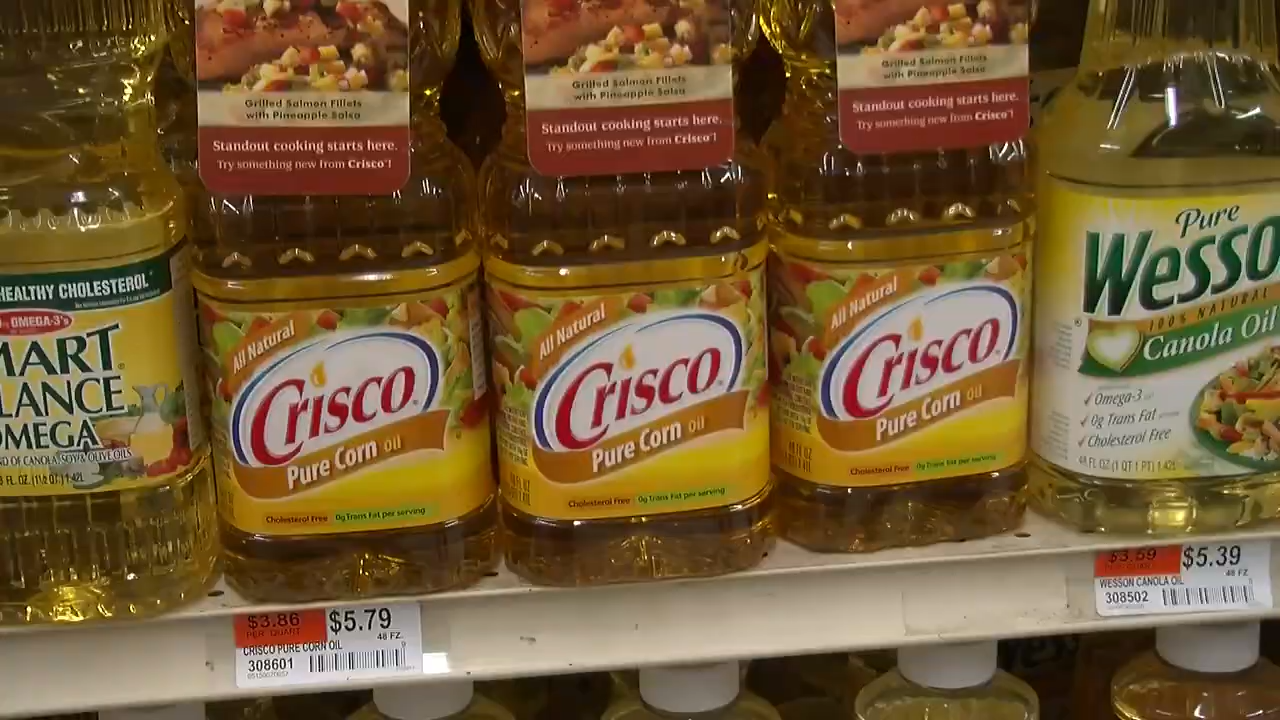 Grilled Salmon Fillets
with Pineapple Salsa
Standout cooking starts here.
Try something new from Crisco!
Grilled Salmon Fillets
with Pineapple Salsa
Standout cooking starts here.
Try something new from Crisco!
Grilled Salmon Fillets
with Pineapple Salsa
Standout cooking starts here.
Try something new from Crisco!
HEALTHY CHOLESTEROL
OMEGA-3's
MART
LANCE
OMEGA
ND OF CANOLA, SOY & OLIVE OILS
All Natural
Crisco
Pure Corn oil
Cholesterol Free 0g Trans Fat per serving
All Natural
Crisco
Pure Corn oil
Cholesterol Free 0g Trans Fat per serving
All Natural
Crisco
Pure Corn oil
Cholesterol Free 0g Trans Fat per serving
Pure
Wesso
100% NATURAL
Canola Oil
✓ Omega-3
✓ 0g Trans Fat
✓ Cholesterol Free
48 FL OZ (1 QT 1 PT) 1.42L
$3.86 $5.79
PER QUART 48 FZ
CRISCO PURE CORN OIL
308601
$3.59 $5.39
48 FZ
WESSON CANOLA OIL
308502